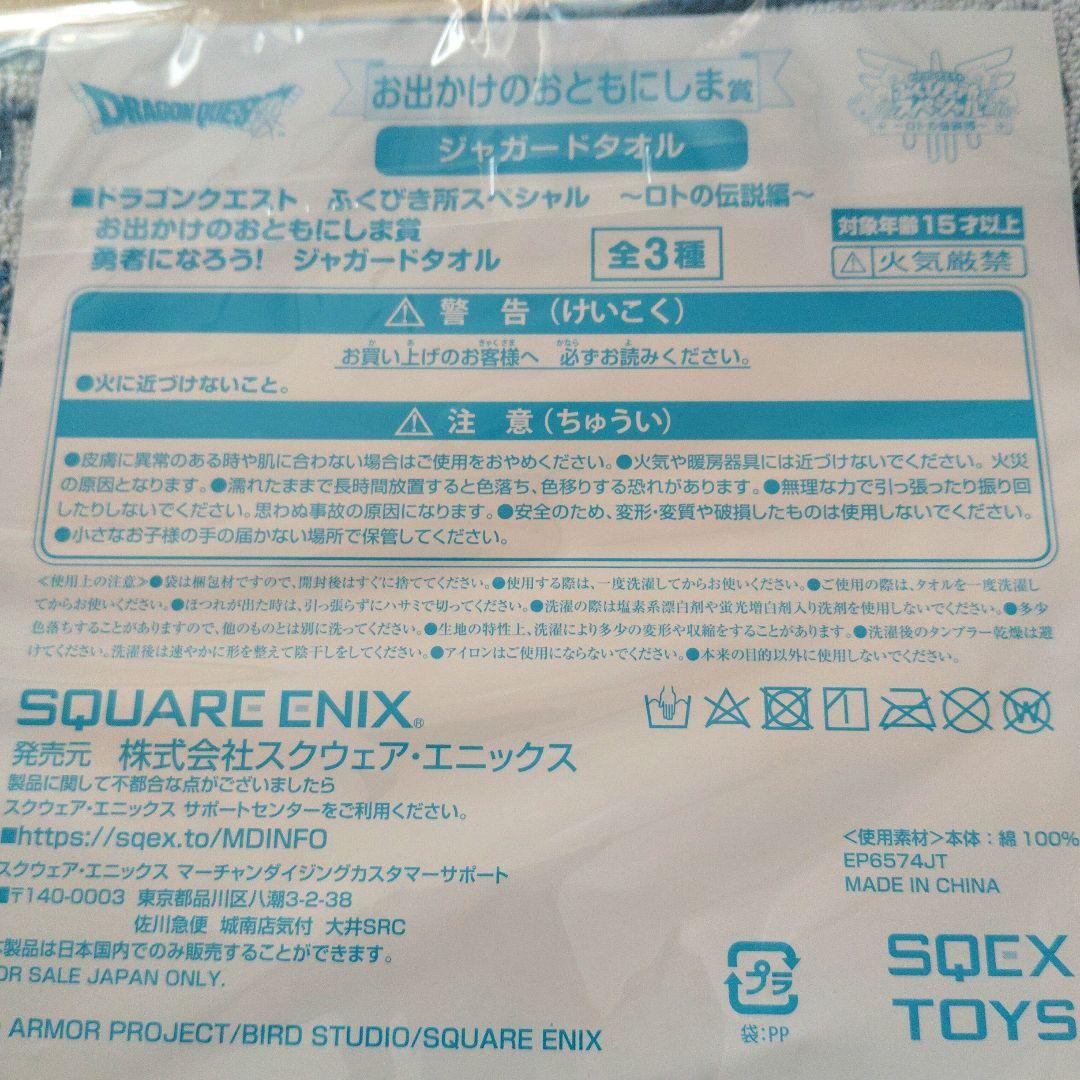 DRAGON QUEST
お出かけのおともにしま賞
ふくびき所
スペシャル
～ロトの伝説編～
ジャガードタオル
■ドラゴンクエスト ふくびき所スペシャル ～ロトの伝説編～
お出かけのおともにしま賞
勇者になろう! ジャガードタオル
全3種
対象年齢15才以上
⚠火気厳禁
⚠ 警告(けいこく)
お買い上げのお客様へ 必ずお読みください。
●火に近づけないこと。
⚠ 注意(ちゅうい)
●皮膚に異常のある時や肌に合わない場合はご使用をおやめください。●火気や暖房器具には近づけないでください。火災
の原因となります。●濡れたままで長時間放置すると色落ち、色移りする恐れがあります。●無理な力で引っ張ったり振り回
したりしないでください。思わぬ事故の原因になります。●安全のため、変形・変質や破損したものは使用しないでください。
●小さなお子様の手の届かない場所で保管してください。
≪使用上の注意≫●袋は梱包材ですので、開封後はすぐに捨ててください。●使用する際は、一度洗濯してからお使いください。●ご使用の際は、タオルを一度洗濯し
てからお使いください。●ほつれが出た時は、引っ張らずにハサミで切ってください。●洗濯の際は塩素系漂白剤や蛍光増白剤入り洗剤を使用しないでください。●多少
色落ちすることがありますので、他のものとは別に洗ってください。●生地の特性上、洗濯により多少の変形や収縮をすることがあります。●洗濯後のタンブラー乾燥は避
けてください。洗濯後は速やかに形を整えて陰干しをしてください。●アイロンはご使用にならないでください。●本来の目的以外に使用しないでください。
SQUARE ENIX®
発売元 株式会社スクウェア・エニックス
製品に関して不都合な点がございましたら
スクウェア・エニックス サポートセンターをご利用ください。
■https://sqex.to/MDINFO
スクウェア・エニックス マーチャンダイジングカスタマーサポート
■〒140-0003 東京都品川区八潮3-2-38
佐川急便 城南店気付 大井SRC
本製品は日本国内でのみ販売することができます。
FOR SALE JAPAN ONLY.
ARMOR PROJECT/BIRD STUDIO/SQUARE ENIX
W
<使用素材>本体：綿100%
EP6574JT
MADE IN CHINA
プラ
袋:PP
SQEX
TOYS